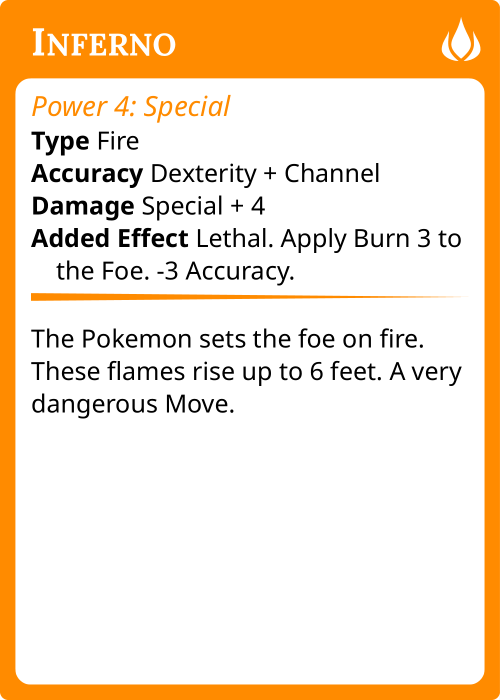 INFERNO
Power 4: Special
Type Fire
Accuracy Dexterity + Channel
Damage Special + 4
Added Effect Lethal. Apply Burn 3 to
the Foe. -3 Accuracy.
The Pokemon sets the foe on fire.
These flames rise up to 6 feet. A very
dangerous Move.